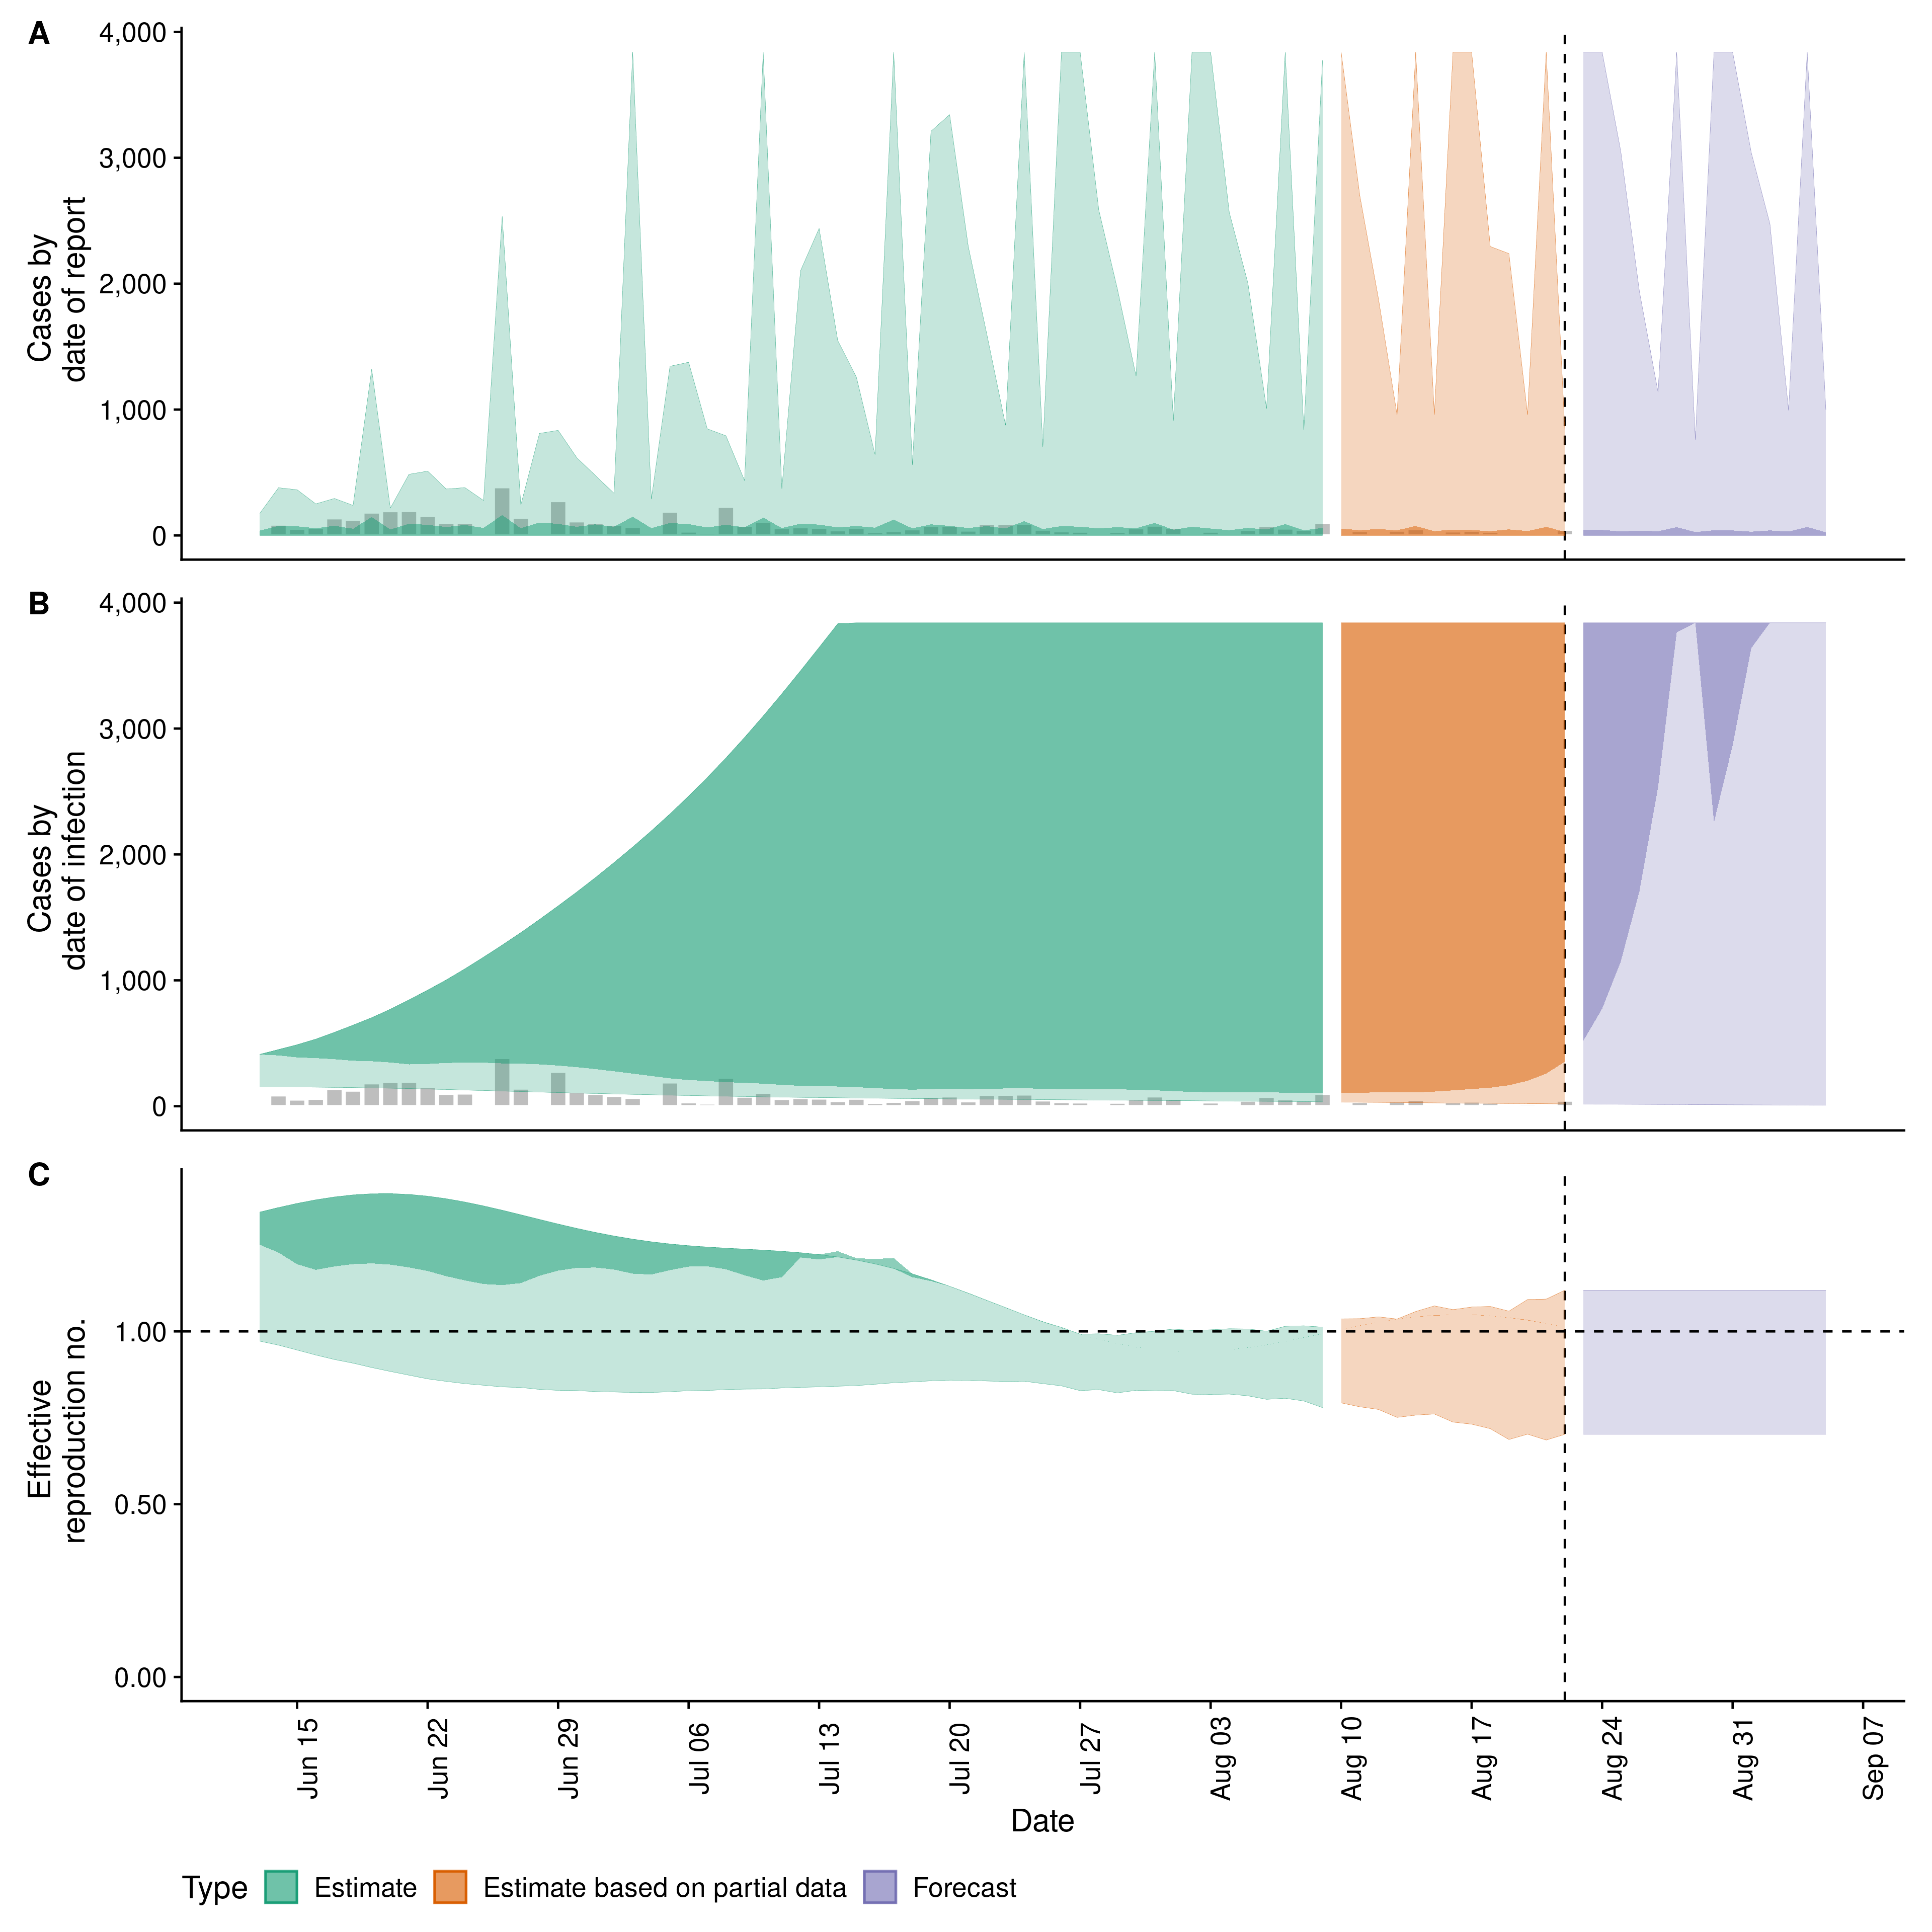 A
Cases by
date of report
4,000
3,000
2,000
1,000
0
B
Cases by
date of infection
4,000
3,000
2,000
1,000
0
C
Effective
reproduction no.
1.00
0.50
0.00
Jun 15
Jun 22
Jun 29
Jul 06
Jul 13
Jul 20
Jul 27
Aug 03
Aug 10
Aug 17
Aug 24
Aug 31
Sep 07
Date
Type Estimate Estimate based on partial data Forecast